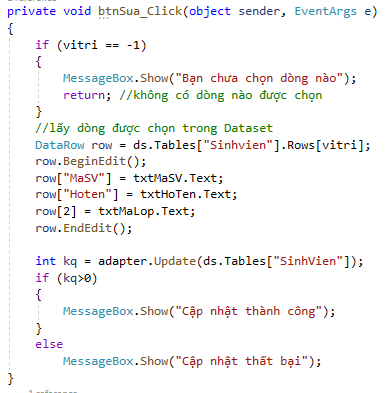 private void btnSua_Click(object sender, EventArgs e)
{
    if (vitri == -1)
    {
        MessageBox.Show("Bạn chưa chọn dòng nào");
        return; //không có dòng nào được chọn
    }
    //lấy dòng được chọn trong Dataset
    DataRow row = ds.Tables["Sinhvien"].Rows[vitri];
    row.BeginEdit();
    row["MaSV"] = txtMaSV.Text;
    row["Hoten"] = txtHoTen.Text;
    row[2] = txtMaLop.Text;
    row.EndEdit();
    int kq = adapter.Update(ds.Tables["SinhVien"]);
    if (kq>0)
    {
        MessageBox.Show("Cập nhật thành công");
    }
    else
        MessageBox.Show("Cập nhật thất bại");
}
1 reference